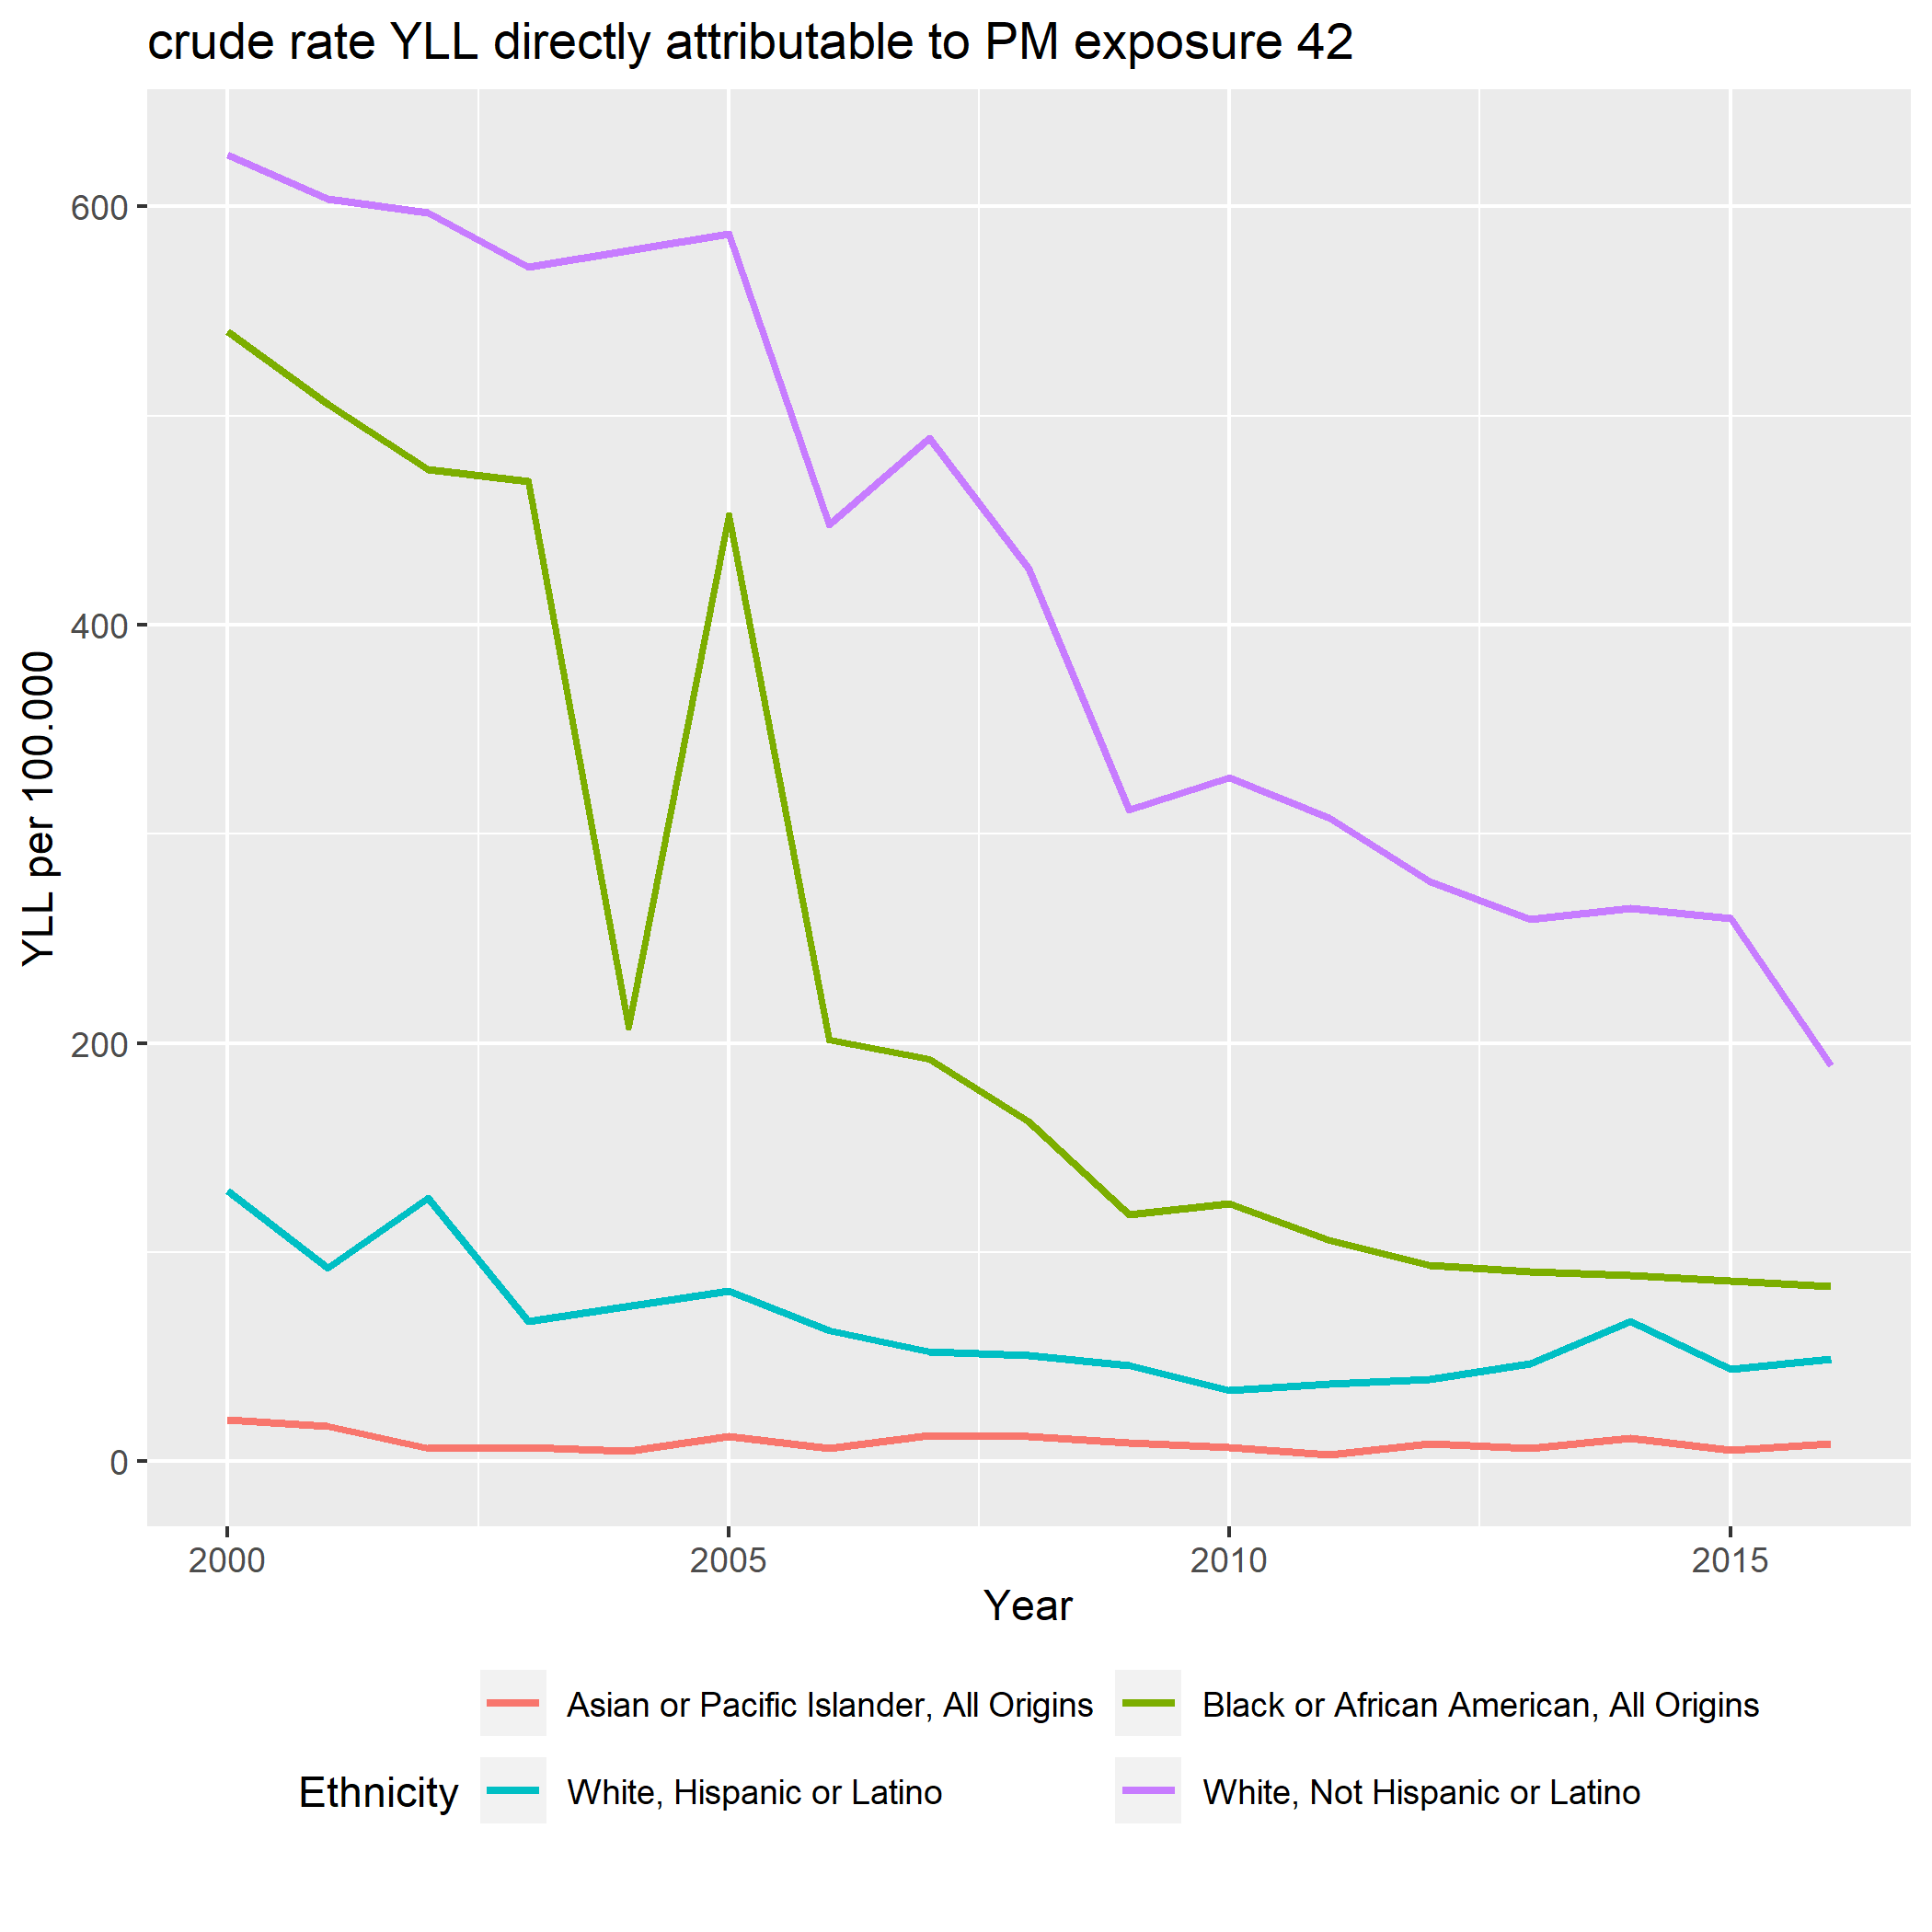 crude rate YLL directly attributable to PM exposure 42
YLL per 100.000
600
400
200
0
2000 2005 2010 2015
Year
Ethnicity
Asian or Pacific Islander, All Origins
Black or African American, All Origins
White, Hispanic or Latino
White, Not Hispanic or Latino